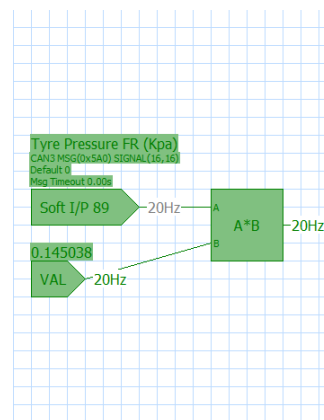 Tyre Pressure FR (Kpa)
CAN3 MSG(0x5A0) SIGNAL(16,16)
Default 0
Msg Timeout 0.00s
Soft I/P 89
20Hz
A
A*B
20Hz
B
0.145038
VAL
20Hz